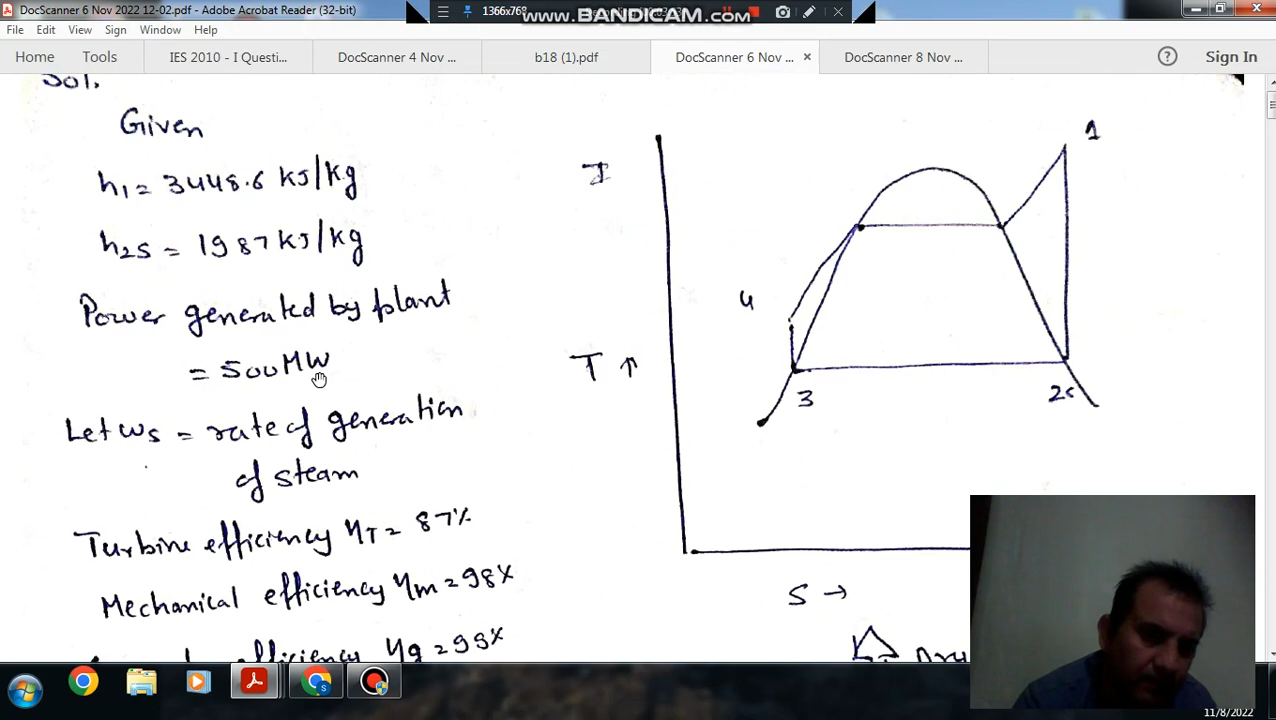 DocScanner 6 Nov 2022 12-02.pdf - Adobe Acrobat Reader (32-bit)
1366x768
www.BANDICAM.com
File Edit View Sign Window Help
Home Tools IES 2010 - I Questi... DocScanner 4 Nov ... b18 (1).pdf DocScanner 6 Nov ... × DocScanner 8 Nov ... Sign In
Sol.
Given
h1 = 3448.6 KJ/Kg
h2s = 1987 KJ/Kg
Power generated by plant
= 500MW
Let ws = rate of generation
of steam
Turbine efficiency ηT = 87%
Mechanical efficiency ηm = 98%
efficiency ηg = 99%
1
4
T ↑
3
2s
S →
11/8/2022